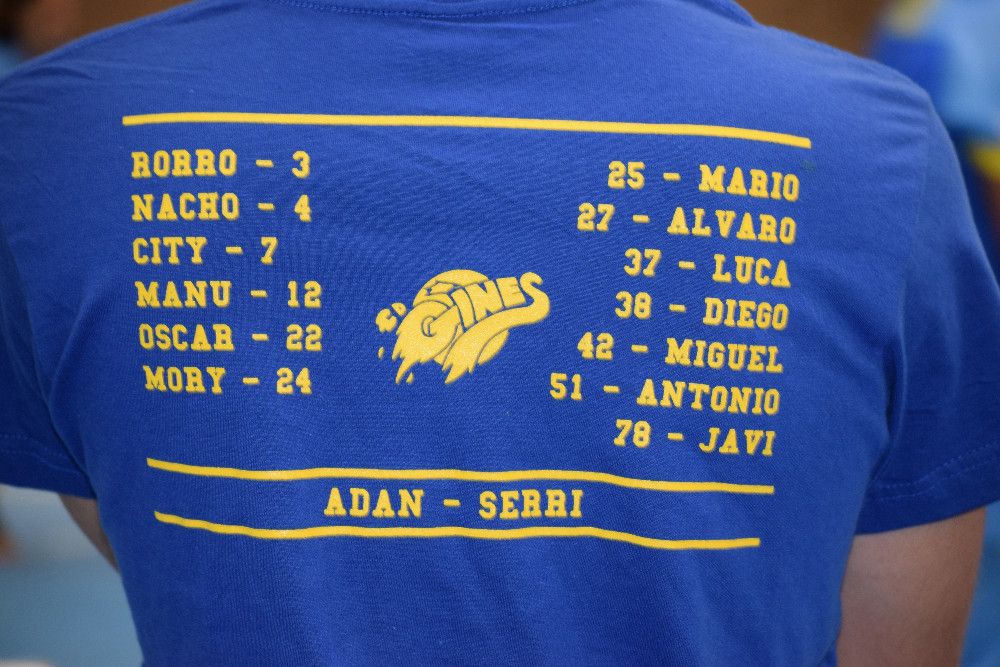 RORRO - 3
NACHO - 4
CITY - 7
MANU - 12
OSCAR - 22
MORY - 24
CD GINES
25 - MARIO
27 - ALVARO
37 - LUCA
38 - DIEGO
42 - MIGUEL
51 - ANTONIO
78 - JAVI
ADAN - SERRI